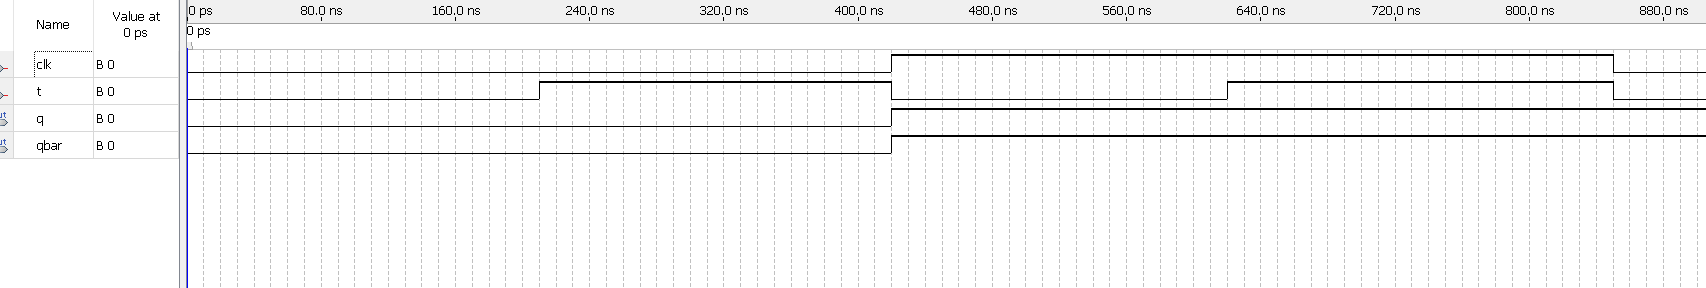 Name
Value at
0 ps
0 ps 80.0 ns 160.0 ns 240.0 ns 320.0 ns 400.0 ns 480.0 ns 560.0 ns 640.0 ns 720.0 ns 800.0 ns 880.0 ns
0 ps
clk B 0
t B 0
q B 0
qbar B 0